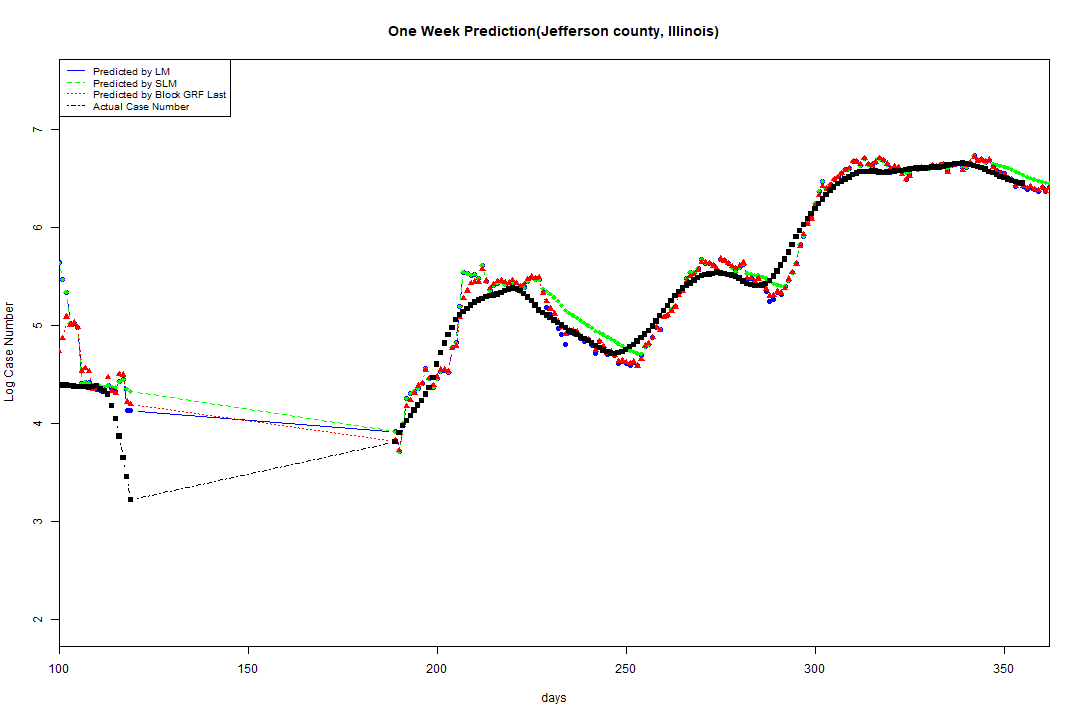 One Week Prediction(Jefferson county, Illinois)
Predicted by LM
Predicted by SLM
Predicted by Block GRF Last
Actual Case Number
Log Case Number
7
6
5
4
3
2
100 150 200 250 300 350
days